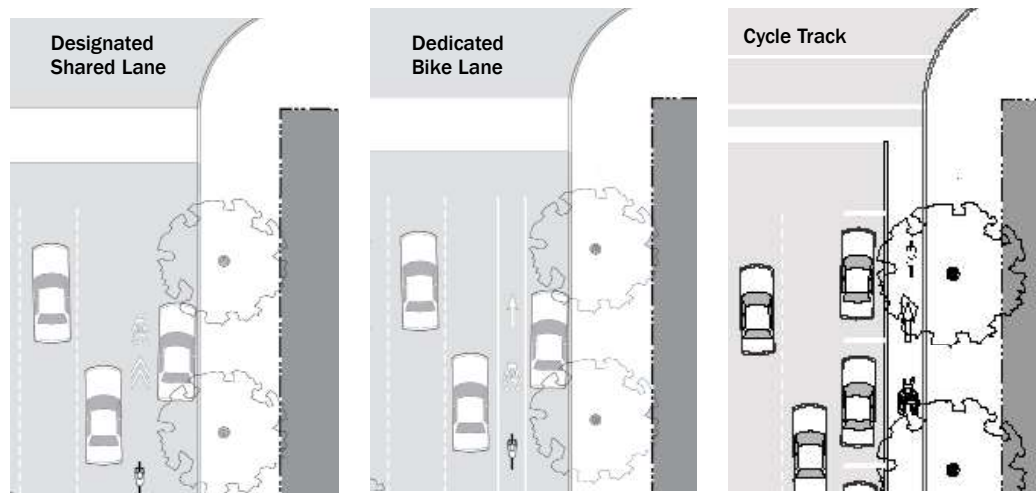 Designated
Shared Lane
Dedicated
Bike Lane
Cycle Track